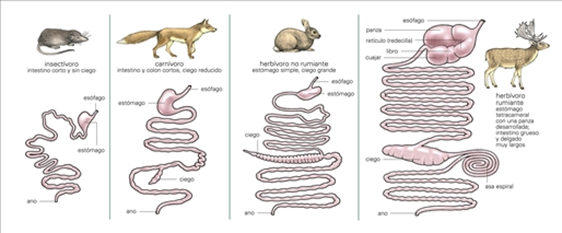 insectívoro
intestino corto y sin ciego
esófago
estómago
ano
carnívoro
intestino y colon cortos, ciego reducido
esófago
estómago
ciego
ano
herbívoro no rumiante
estómago simple, ciego grande
esófago
estómago
ciego
ano
esófago
panza
retículo (redecilla)
libro
cuajar
herbívoro
rumiante
estómago
tetracameral
con una panza
desarrollada;
intestino grueso
y delgado
muy largos
ciego
asa espiral
ano